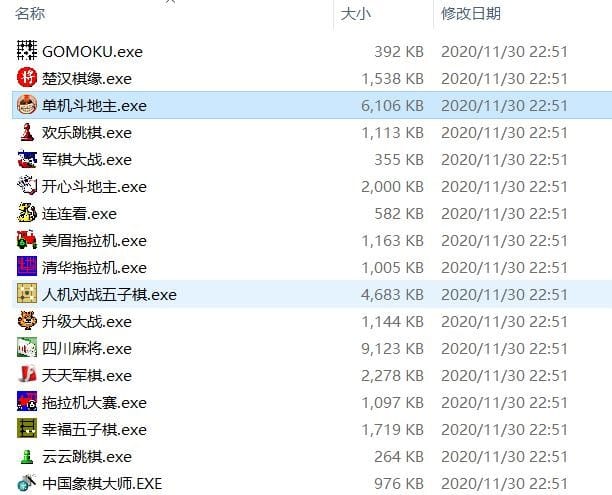 名称 大小 修改日期
GOMOKU.exe 392 KB 2020/11/30 22:51
楚汉棋缘.exe 1,538 KB 2020/11/30 22:51
单机斗地主.exe 6,106 KB 2020/11/30 22:51
欢乐跳棋.exe 1,113 KB 2020/11/30 22:51
军棋大战.exe 355 KB 2020/11/30 22:51
开心斗地主.exe 2,000 KB 2020/11/30 22:51
连连看.exe 582 KB 2020/11/30 22:51
美眉拖拉机.exe 1,163 KB 2020/11/30 22:51
清华拖拉机.exe 1,005 KB 2020/11/30 22:51
人机对战五子棋.exe 4,683 KB 2020/11/30 22:51
升级大战.exe 1,144 KB 2020/11/30 22:51
四川麻将.exe 9,123 KB 2020/11/30 22:51
天天军棋.exe 2,278 KB 2020/11/30 22:51
拖拉机大赛.exe 1,097 KB 2020/11/30 22:51
幸福五子棋.exe 1,719 KB 2020/11/30 22:51
云云跳棋.exe 264 KB 2020/11/30 22:51
中国象棋大师.EXE 976 KB 2020/11/30 22:51